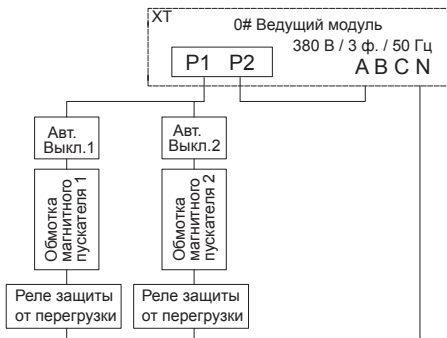 XT
0# Ведущий модуль
380 В / 3 ф. / 50 Гц
P1 P2
A B C N
Авт.
Выкл.1
Авт.
Выкл.2
Обмотка
магнитного
пускателя 1
Обмотка
магнитного
пускателя 2
Реле защиты
от перегрузки
Реле защиты
от перегрузки